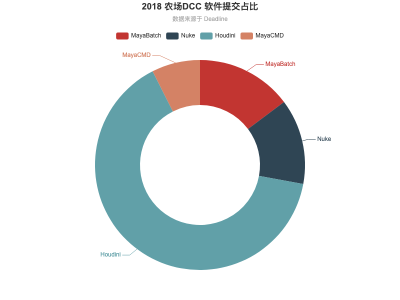 2018 农场DCC 软件提交占比
数据来源于 Deadline
MayaBatch Nuke Houdini MayaCMD
MayaCMD
MayaBatch
Nuke
Houdini